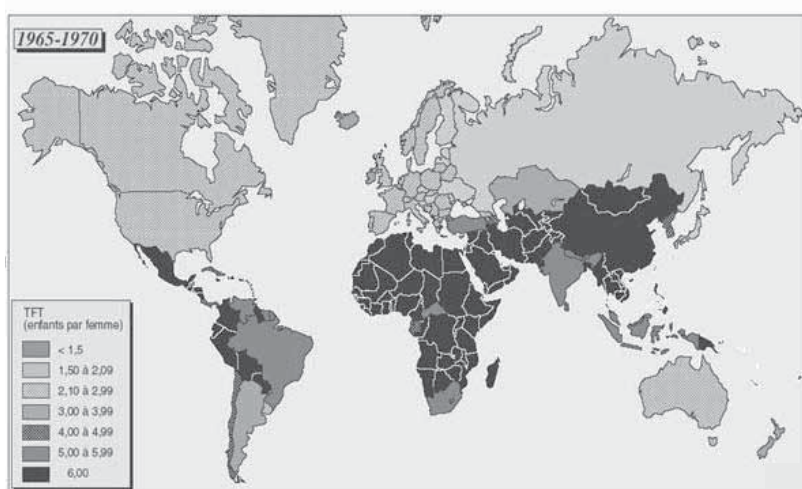 1965-1970
TFT
(enfants par femme)
< 1,5
1,50 à 2,09
2,10 à 2,99
3,00 à 3,99
4,00 à 4,99
5,00 à 5,99
6,00